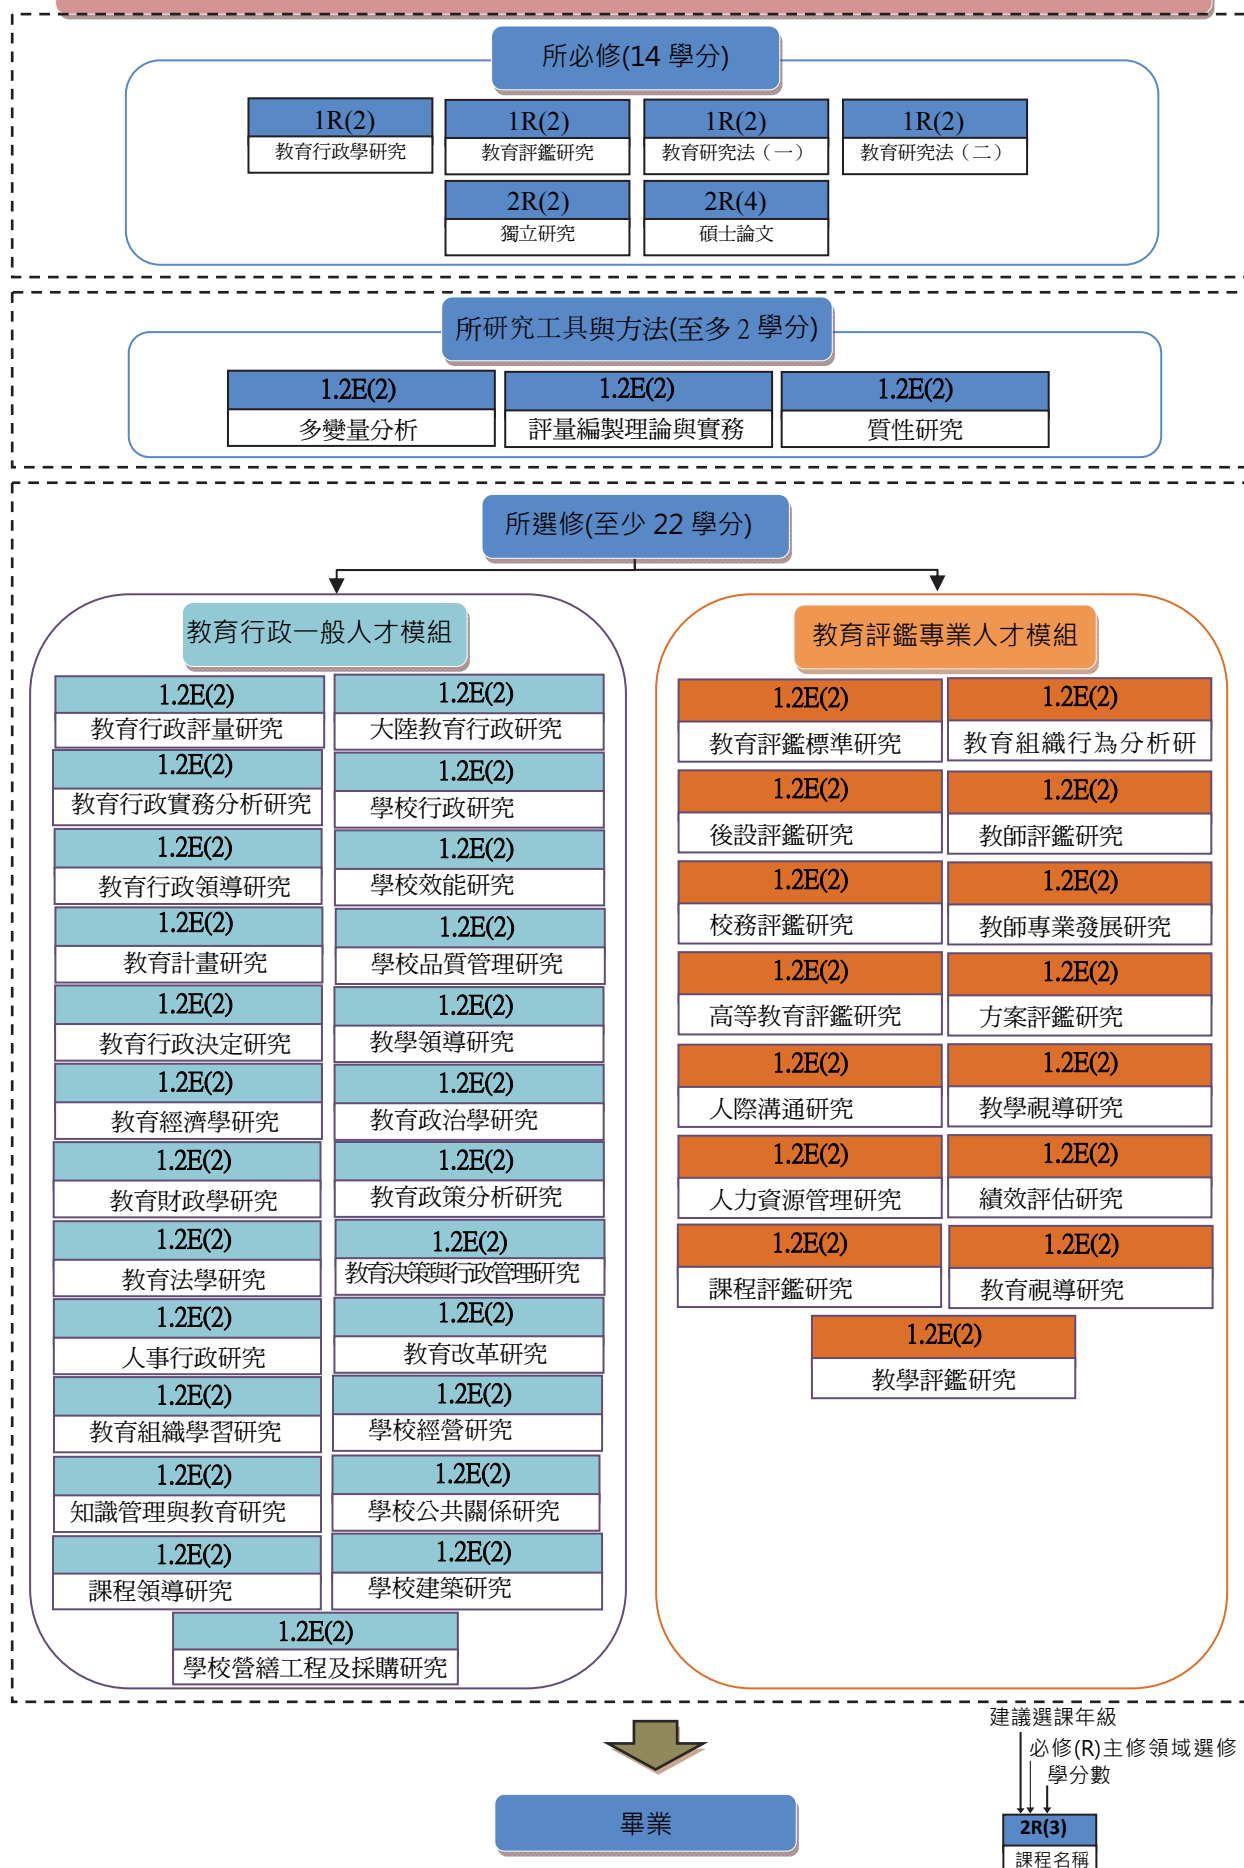 所必修(14 學分)
1R(2)
教育行政學研究
1R(2)
教育評鑑研究
1R(2)
教育研究法（一）
1R(2)
教育研究法（二）
2R(2)
獨立研究
2R(4)
碩士論文
所研究工具與方法(至多 2 學分)
1.2E(2)
多變量分析
1.2E(2)
評量編製理論與實務
1.2E(2)
質性研究
所選修(至少 22 學分)
教育行政一般人才模組
1.2E(2)
教育行政評量研究
1.2E(2)
大陸教育行政研究
1.2E(2)
教育行政實務分析研究
1.2E(2)
學校行政研究
1.2E(2)
教育行政領導研究
1.2E(2)
學校效能研究
1.2E(2)
教育計畫研究
1.2E(2)
學校品質管理研究
1.2E(2)
教育行政決定研究
1.2E(2)
教學領導研究
1.2E(2)
教育經濟學研究
1.2E(2)
教育政治學研究
1.2E(2)
教育財政學研究
1.2E(2)
教育政策分析研究
1.2E(2)
教育法學研究
1.2E(2)
教育決策與行政管理研究
1.2E(2)
人事行政研究
1.2E(2)
教育改革研究
1.2E(2)
教育組織學習研究
1.2E(2)
學校經營研究
1.2E(2)
知識管理與教育研究
1.2E(2)
學校公共關係研究
1.2E(2)
課程領導研究
1.2E(2)
學校建築研究
1.2E(2)
學校營繕工程及採購研究
教育評鑑專業人才模組
1.2E(2)
教育評鑑標準研究
1.2E(2)
教育組織行為分析研
1.2E(2)
後設評鑑研究
1.2E(2)
教師評鑑研究
1.2E(2)
校務評鑑研究
1.2E(2)
教師專業發展研究
1.2E(2)
高等教育評鑑研究
1.2E(2)
方案評鑑研究
1.2E(2)
人際溝通研究
1.2E(2)
教學視導研究
1.2E(2)
人力資源管理研究
1.2E(2)
績效評估研究
1.2E(2)
課程評鑑研究
1.2E(2)
教育視導研究
1.2E(2)
教學評鑑研究
畢業
建議選課年級
必修(R)主修領域選修
學分數
2R(3)
課程名稱